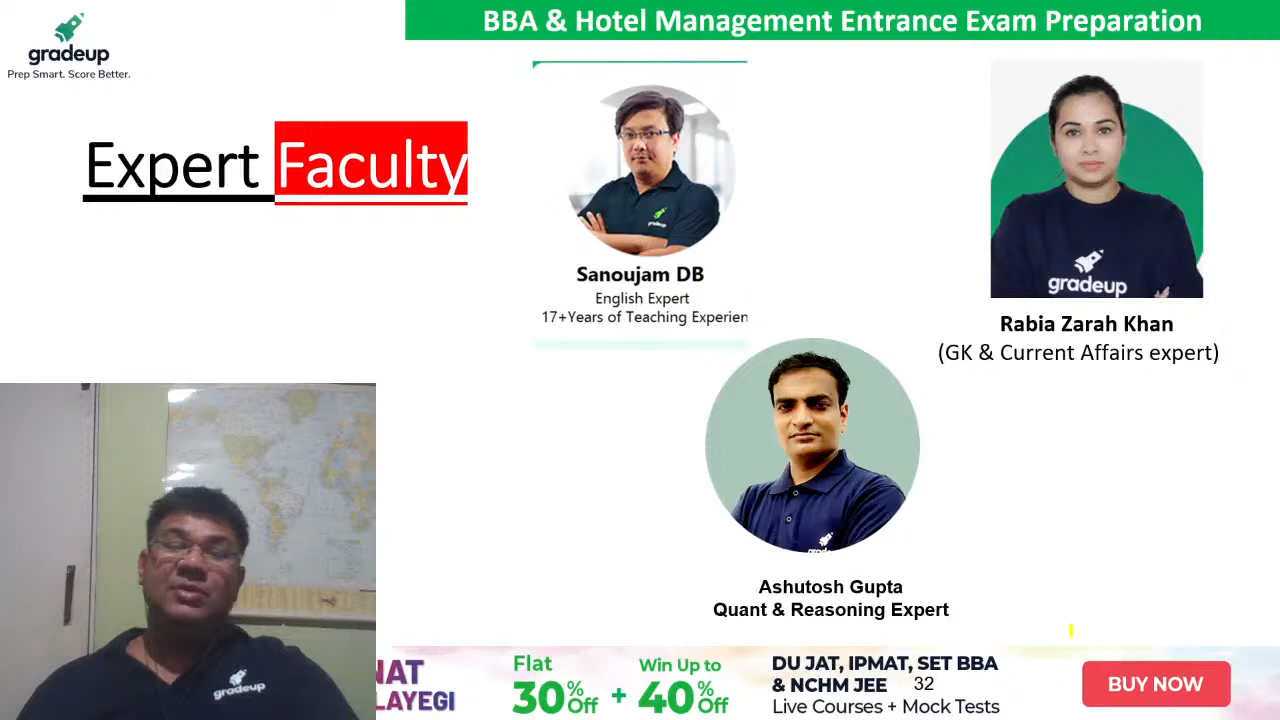 gradeup
Prep Smart. Score Better.
BBA & Hotel Management Entrance Exam Preparation
Expert Faculty
gradeup
Sanoujam DB
English Expert
17+Years of Teaching Experien
gradeup
Rabia Zarah Khan
(GK & Current Affairs expert)
gradeup
Ashutosh Gupta
Quant & Reasoning Expert
gradeup
NAT
LAYEGI
Flat
30% Off
+
Win Up to
40% Off
DU JAT, IPMAT, SET BBA
& NCHM JEE
32
Live Courses + Mock Tests
BUY NOW